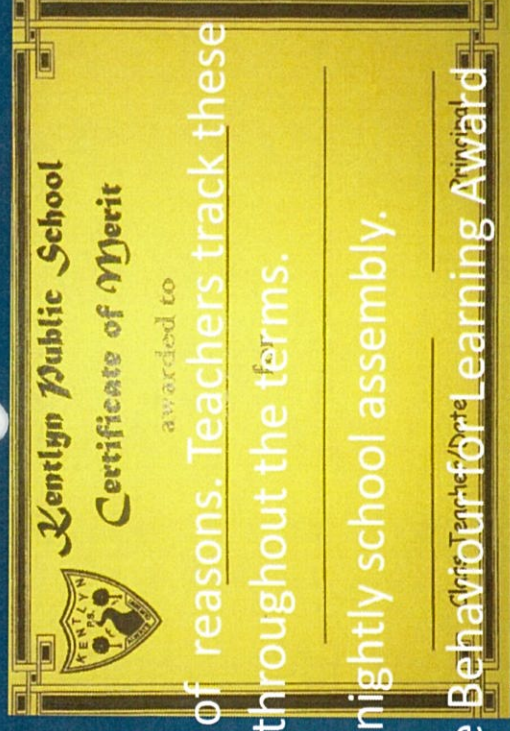 Kentlyn Public School
Certificate of Merit
KENTLYN
P.S.
awarded to
of reasons. Teachers track these
for
throughout the terms.
nightly school assembly.
Class Teacher/Date
Principal
Behaviour for Learning Award